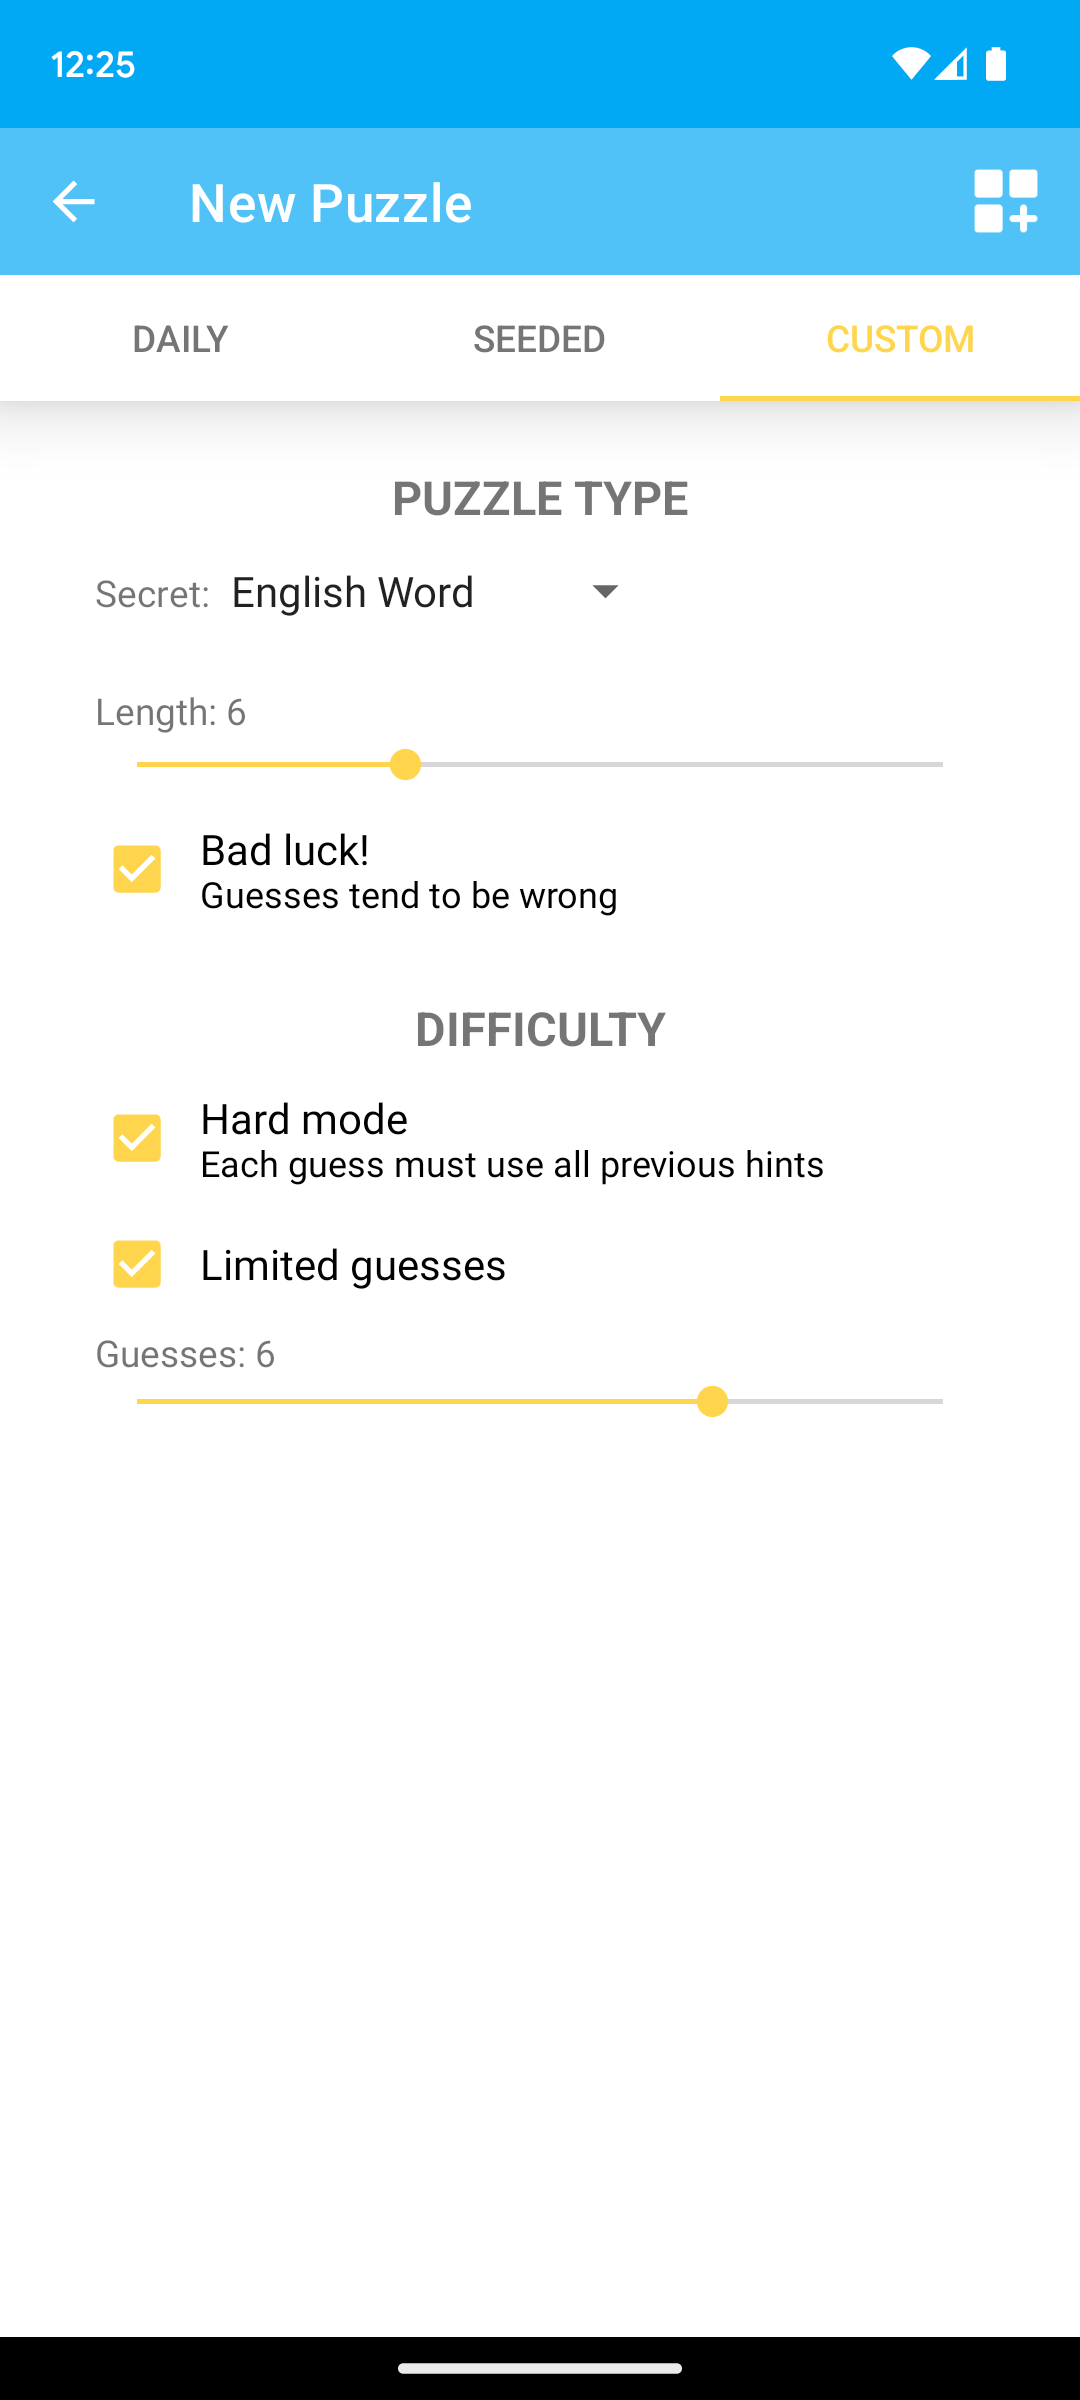 12:25
New Puzzle
DAILY
SEEDED
CUSTOM
PUZZLE TYPE
Secret: English Word
Length: 6
Bad luck!
Guesses tend to be wrong
DIFFICULTY
Hard mode
Each guess must use all previous hints
Limited guesses
Guesses: 6